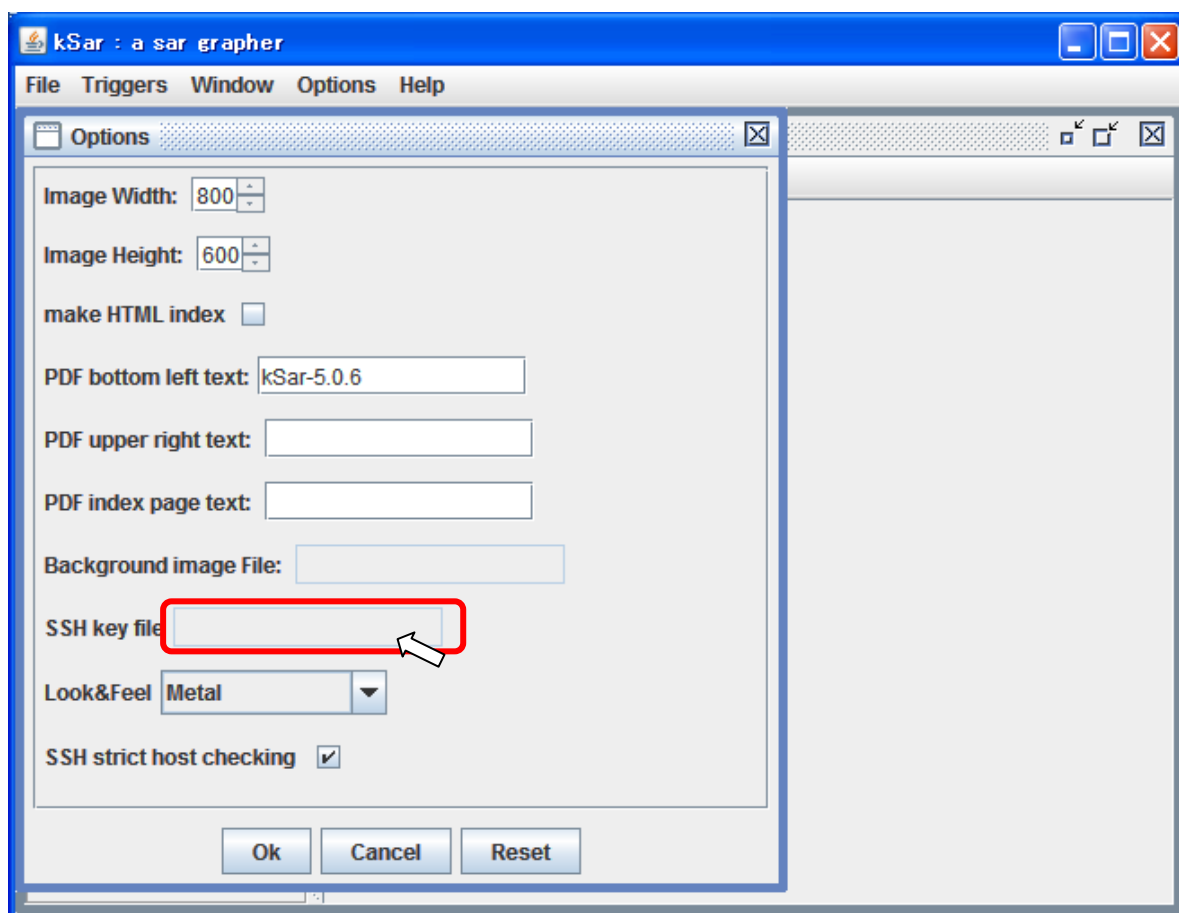 kSar : a sar grapher
File Triggers Window Options Help
Options
Image Width: 800
Image Height: 600
make HTML index
PDF bottom left text: kSar-5.0.6
PDF upper right text:
PDF index page text:
Background image File:
SSH key file
Look&Feel Metal
SSH strict host checking
Ok Cancel Reset